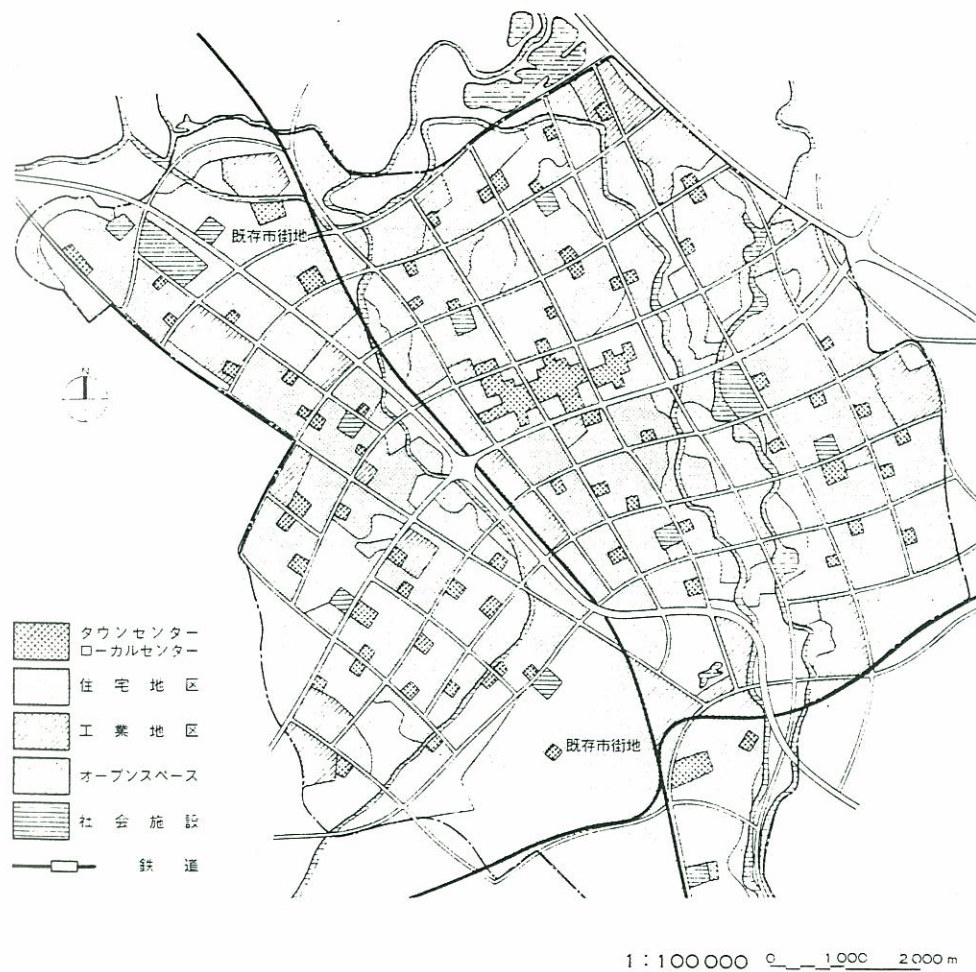 既存市街地
N
タウンセンター
ローカルセンター
住宅地区
工業地区
オープンスペース
既存市街地
社会施設
鉄道
1:100000 0 1000 2000m